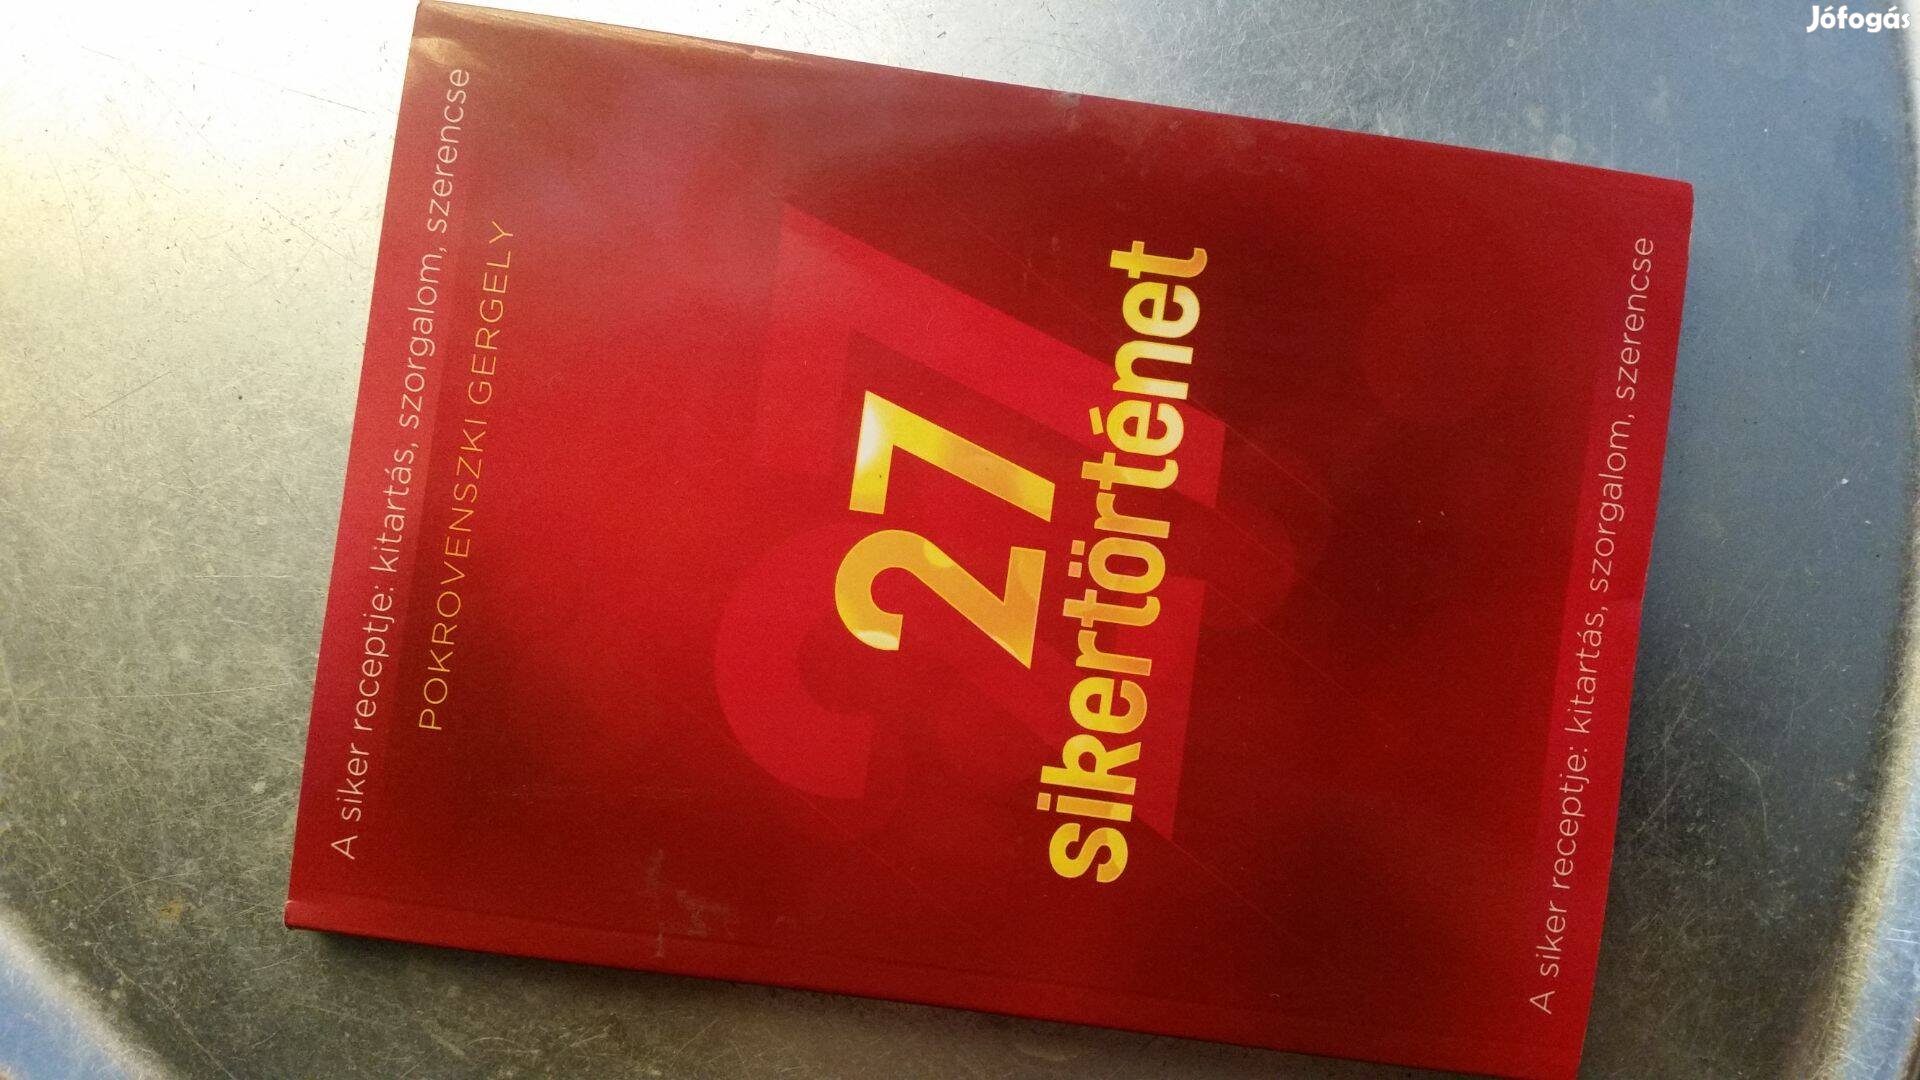 A siker receptje: kitartás, szorgalom, szerencse
POKROVENSZKI GERGELY
27
sikertörténet
A siker receptje: kitartás, szorgalom, szerencse
Jófogás